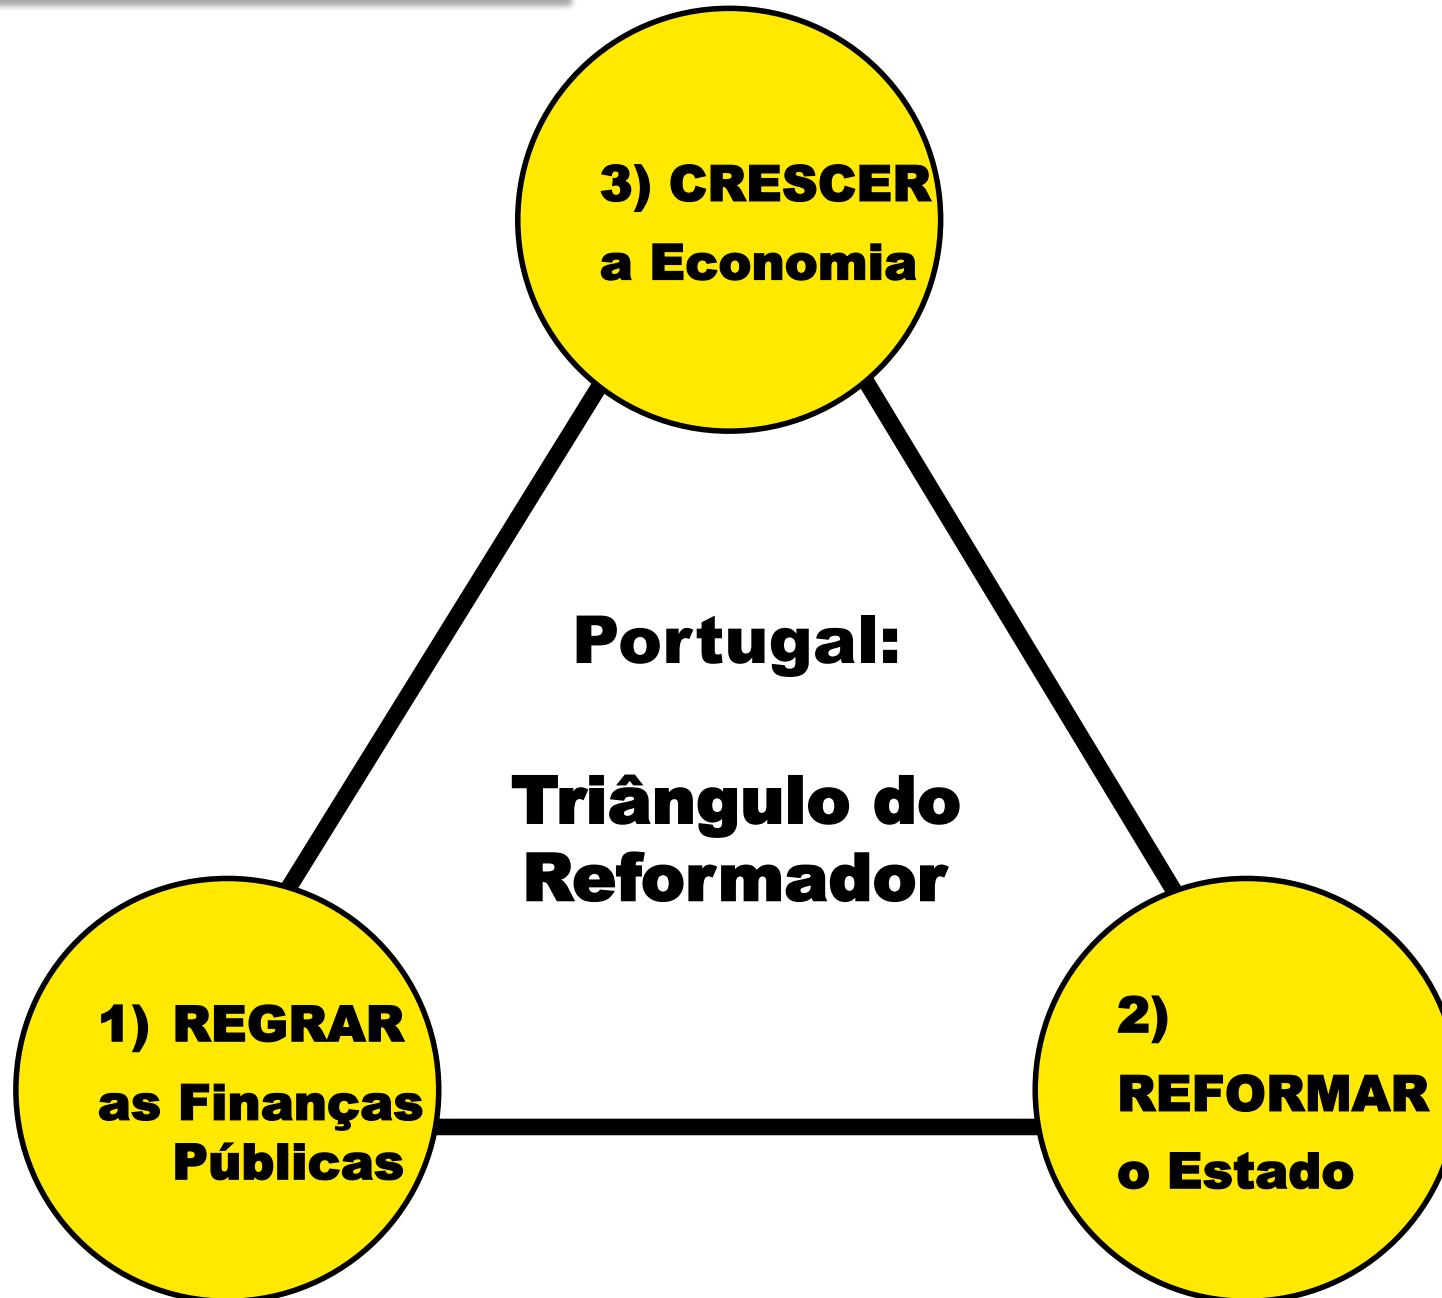 3) CRESCER
a Economia
Portugal:
Triângulo do
Reformador
1) REGRAR
as Finanças
Públicas
2)
REFORMAR
o Estado